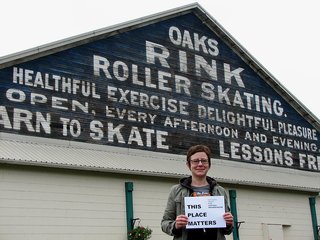 OAKS
RINK
ROLLER SKATING.
HEALTHFUL EXERCISE DELIGHTFUL PLEASURE
OPEN, EVERY AFTERNOON AND EVENING.
ARN TO SKATE LESSONS FRE
THIS
PLACE
MATTERS